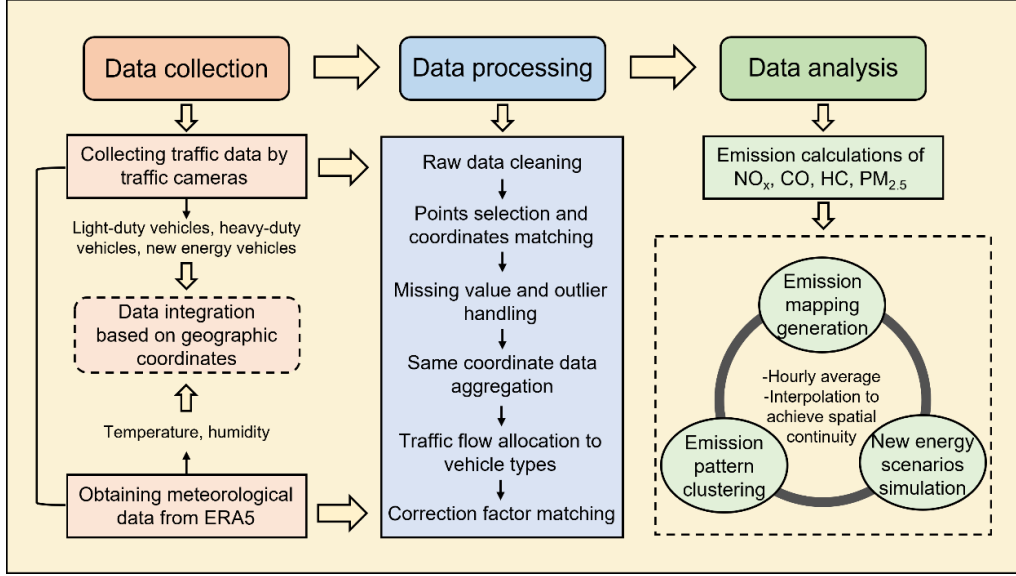 Data collection
Data processing
Data analysis
Collecting traffic data by
traffic cameras
Light-duty vehicles, heavy-duty
vehicles, new energy vehicles
Data integration
based on geographic
coordinates
Temperature, humidity
Obtaining meteorological
data from ERA5
Raw data cleaning
Points selection and
coordinates matching
Missing value and outlier
handling
Same coordinate data
aggregation
Traffic flow allocation to
vehicle types
Correction factor matching
Emission calculations of
NOₓ, CO, HC, PM₂.₅
Emission
mapping
generation
-Hourly average
-Interpolation to
achieve spatial
continuity
Emission
pattern
clustering
New energy
scenarios
simulation